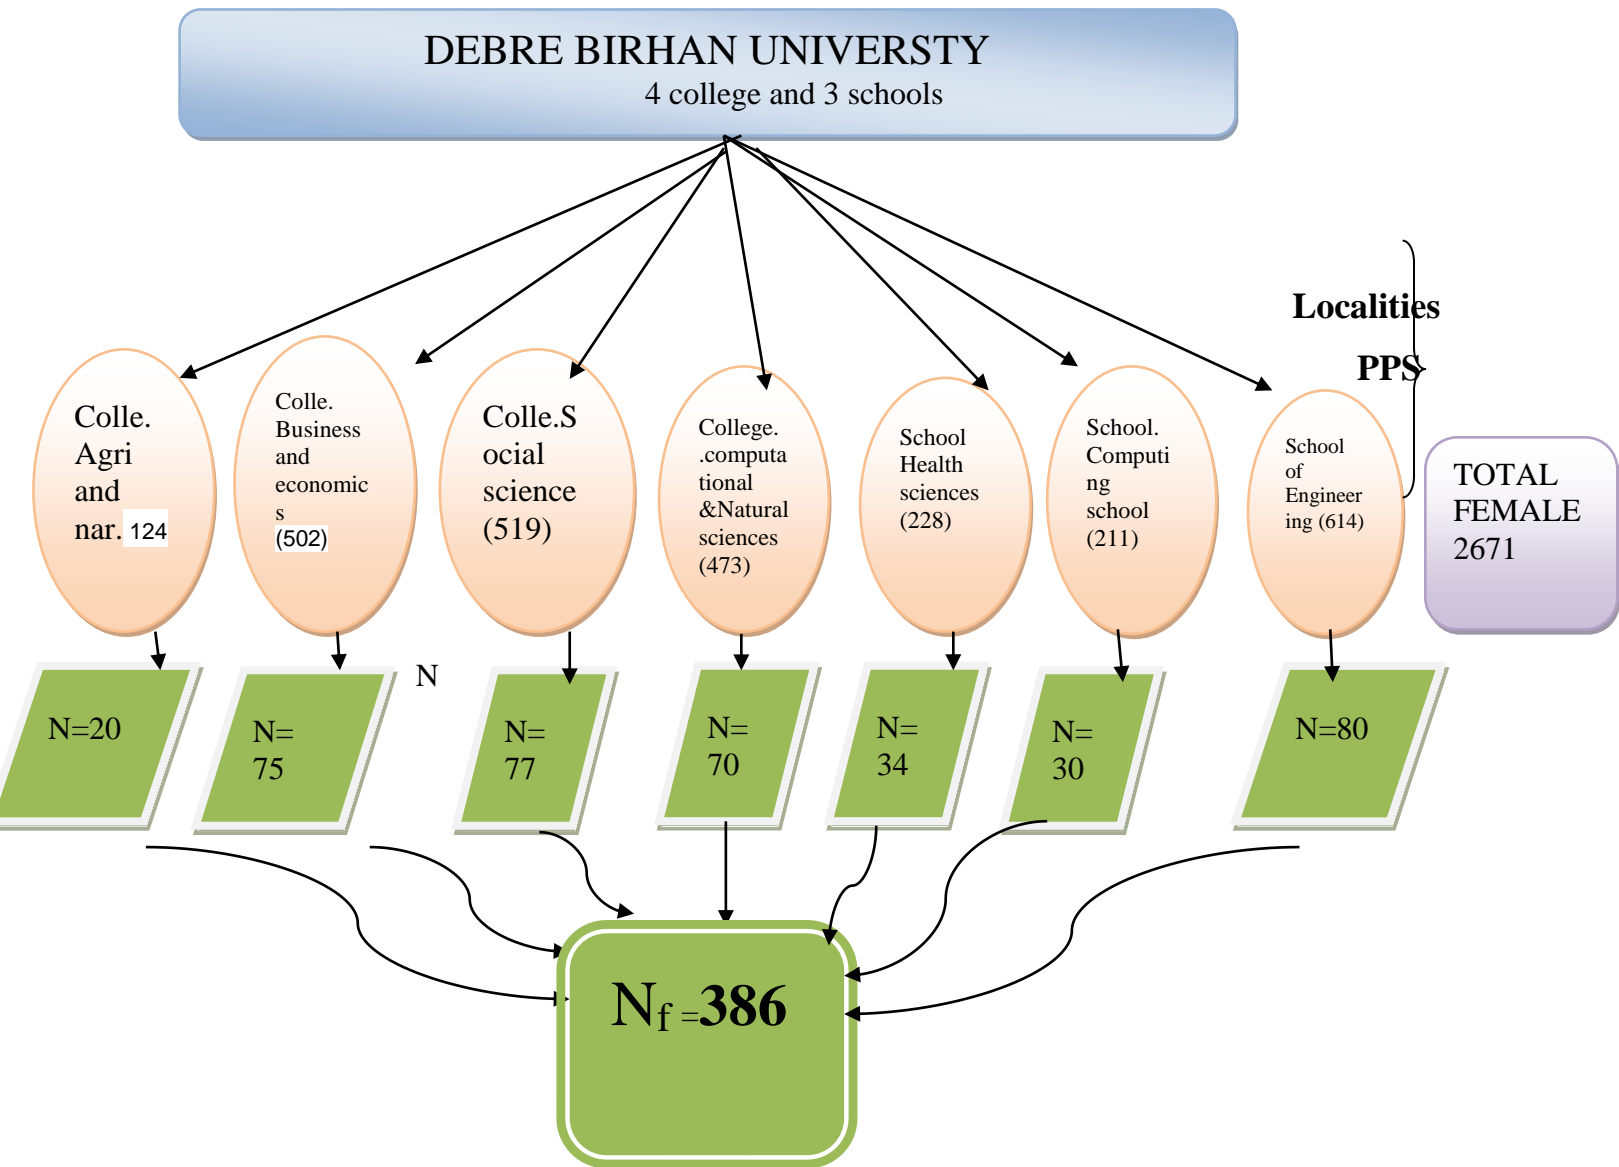 DEBRE BIRHAN UNIVERSTY
4 college and 3 schools
Localities
PPS
Colle.
Agri
and
nar. 124
Colle.
Business
and
economic
s
(502)
Colle.S
ocial
science
(519)
College.
.computa
tional
&Natural
sciences
(473)
School
Health
sciences
(228)
School.
Computi
ng
school
(211)
School
of
Engineer
ing (614)
TOTAL
FEMALE
2671
N=20
N=
75
N
N=
77
N=
70
N=
34
N=
30
N=80
Nf =386